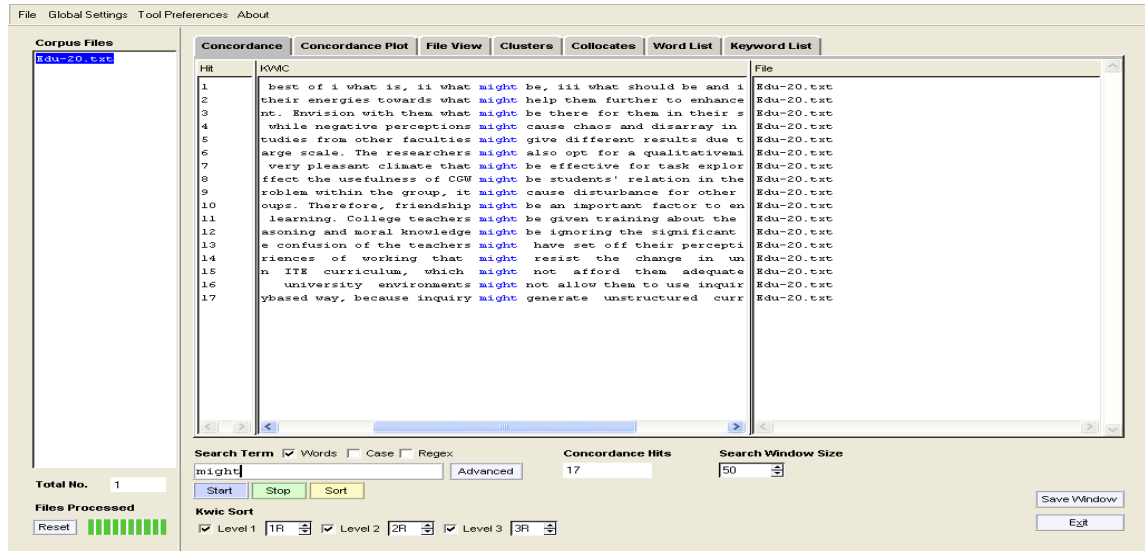 File Global Settings Tool Preferences About
Corpus Files
Edu-20.txt
Concordance Concordance Plot File View Clusters Collocates Word List Keyword List
Hit KWIC File
1 best of i what is, ii what might be, iii what should be and i Edu-20.txt
2 their energies towards what might help them further to enhance Edu-20.txt
3 nt. Envision with them what might be there for them in their s Edu-20.txt
4 while negative perceptions might cause chaos and disarray in Edu-20.txt
5 tudies from other faculties might give different results due t Edu-20.txt
6 arge scale. The researchers might also opt for a qualitativemi Edu-20.txt
7 very pleasant climate that might be effective for task explor Edu-20.txt
8 ffect the usefulness of CGW might be students' relation in the Edu-20.txt
9 roblem within the group, it might cause disturbance for other Edu-20.txt
10 oups. Therefore, friendship might be an important factor to en Edu-20.txt
11 learning. College teachers might be given training about the Edu-20.txt
12 asoning and moral knowledge might be ignoring the significant Edu-20.txt
13 e confusion of the teachers might have set off their percepti Edu-20.txt
14 riences of working that might resist the change in un Edu-20.txt
15 n ITE curriculum, which might not afford them adequate Edu-20.txt
16 university environments might not allow them to use inquir Edu-20.txt
17 ybased way, because inquiry might generate unstructured curr Edu-20.txt
Search Term Words Case Regex Concordance Hits Search Window Size
might Advanced 17 50
Total No. 1
Start Stop Sort
Files Processed
Kwic Sort
Save Window
Reset
Level 1 1R Level 2 2R Level 3 3R
Exit